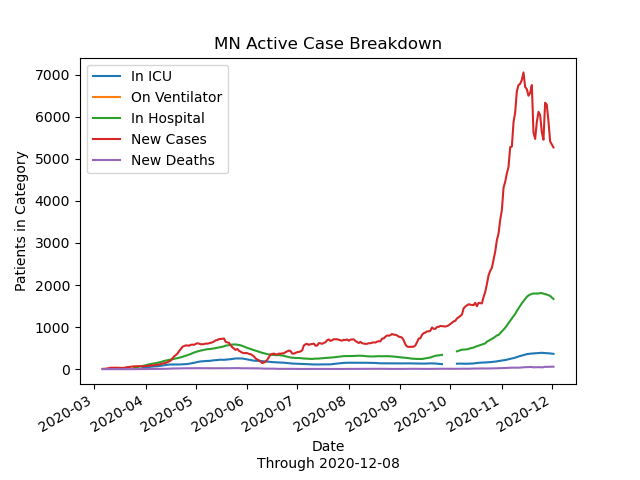 MN Active Case Breakdown
In ICU
On Ventilator
In Hospital
New Cases
New Deaths
Patients in Category
7000
6000
5000
4000
3000
2000
1000
0
2020-03
2020-04
2020-05
2020-06
2020-07
2020-08
2020-09
2020-10
2020-11
2020-12
Date
Through 2020-12-08